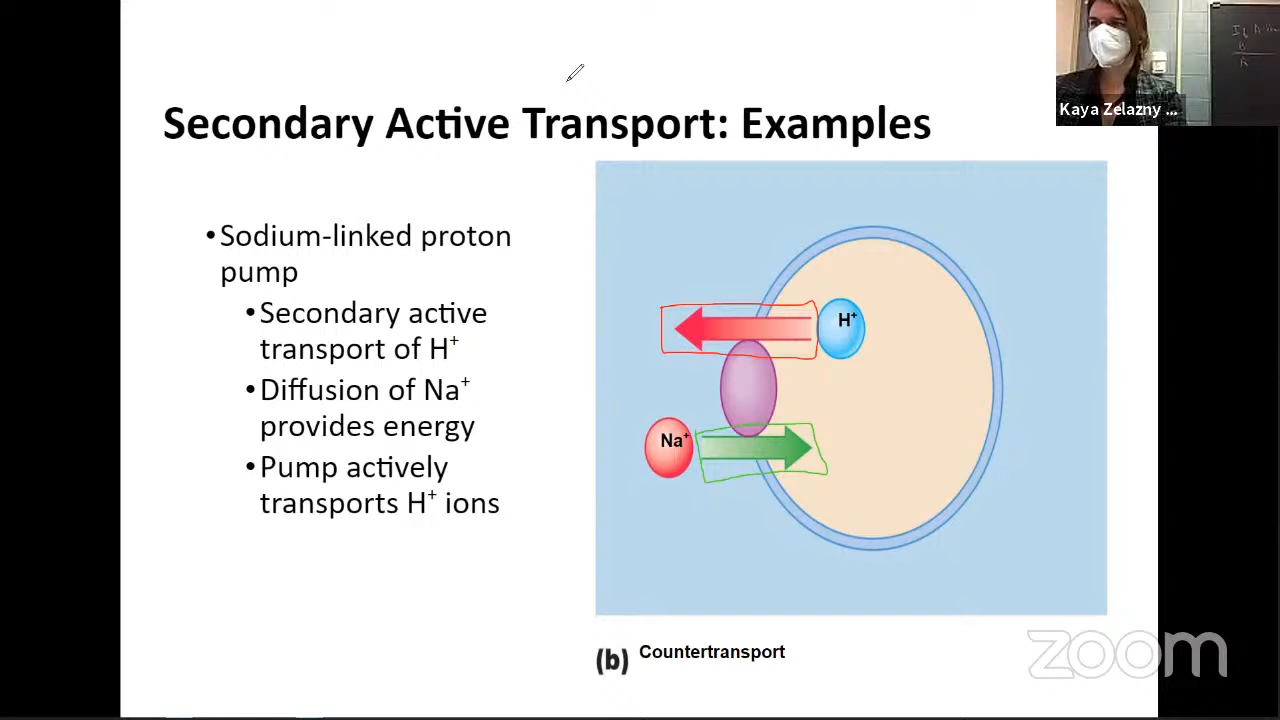 Kaya Zelazny ...
Secondary Active Transport: Examples
•Sodium-linked proton
pump
•Secondary active
transport of H⁺
•Diffusion of Na⁺
provides energy
•Pump actively
transports H⁺ ions
H⁺
Na⁺
(b) Countertransport
zoom